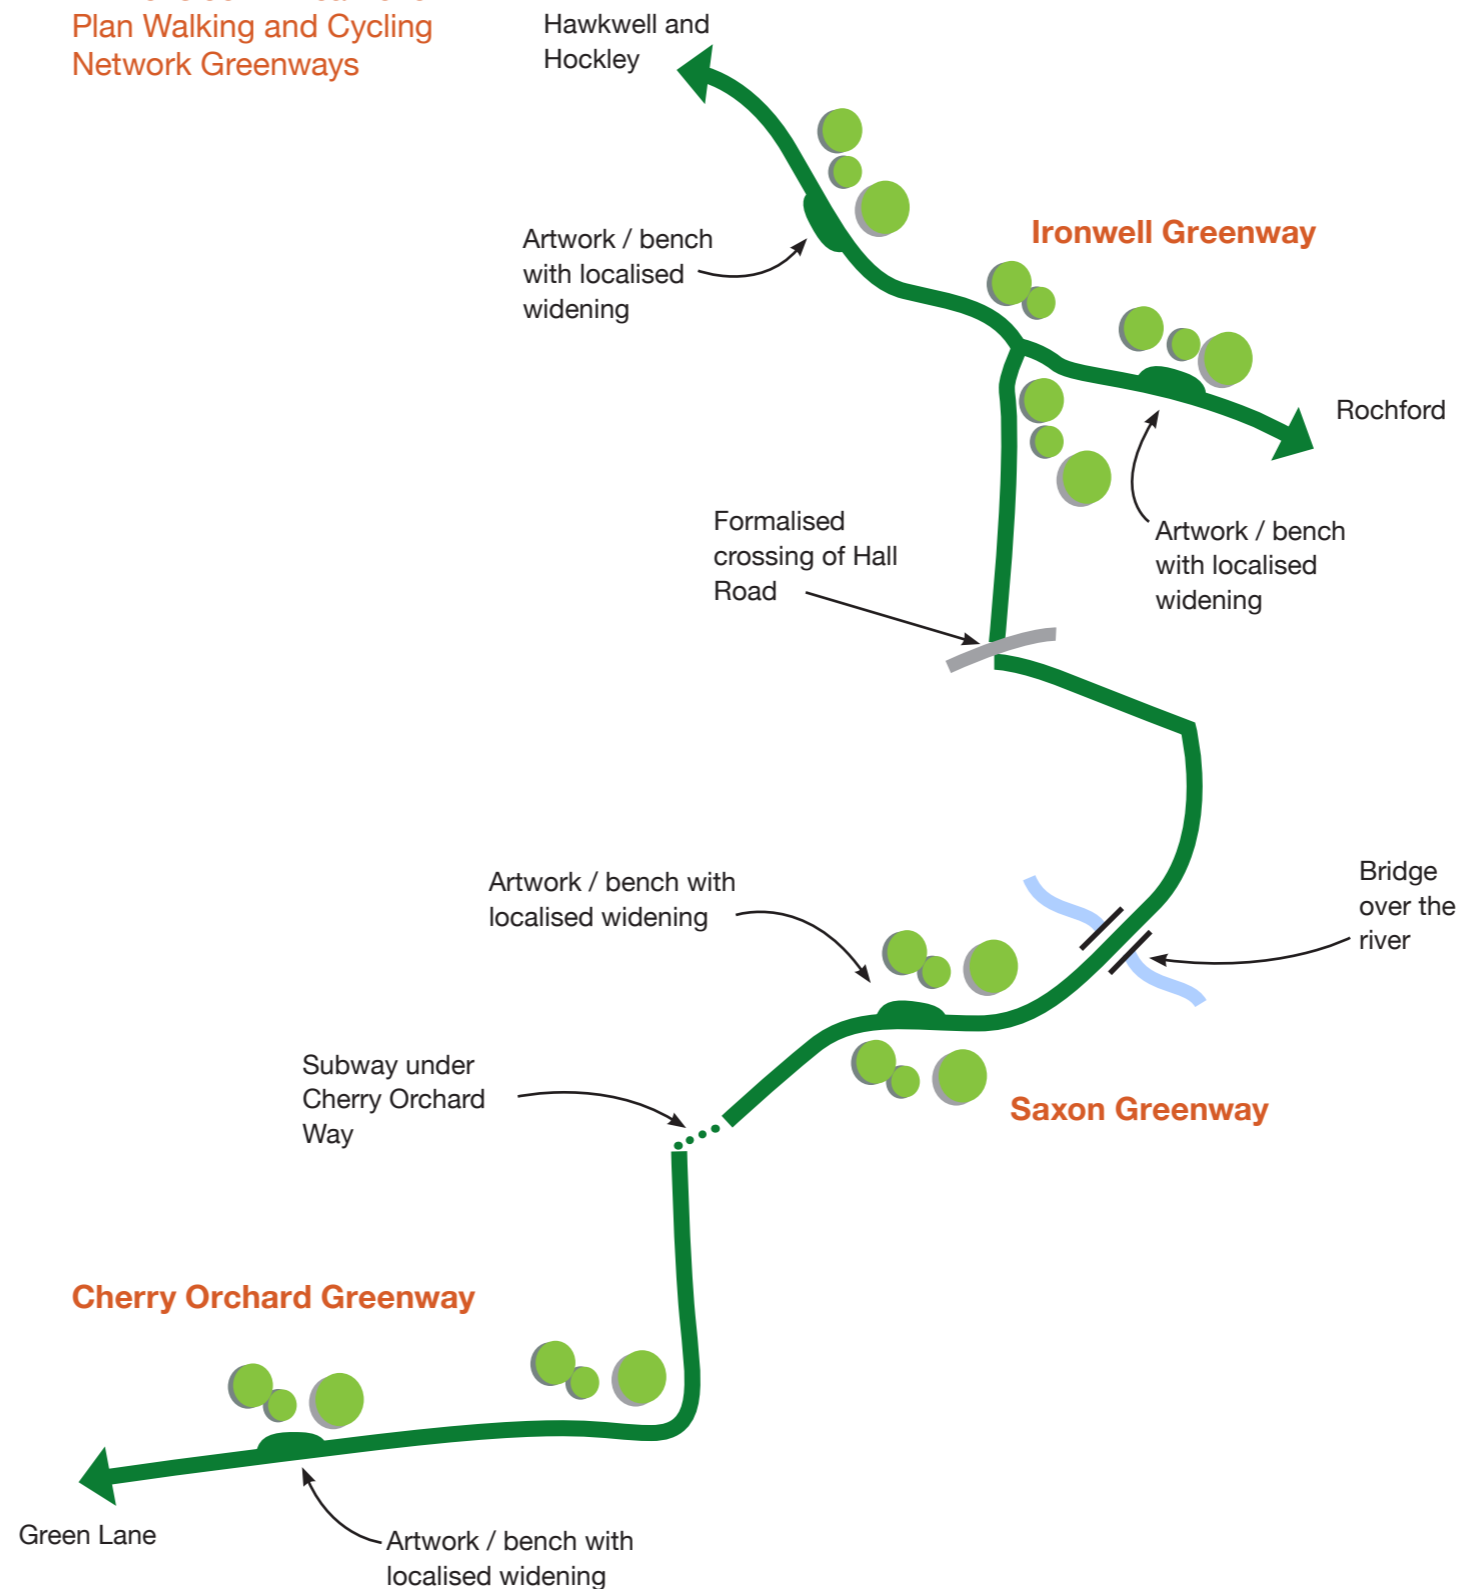 Plan Walking and Cycling
Network Greenways
Hawkwell and
Hockley
Artwork / bench
with localised
widening
Ironwell Greenway
Rochford
Formalised
crossing of Hall
Road
Artwork / bench
with localised
widening
Artwork / bench with
localised widening
Bridge
over the
river
Subway under
Cherry Orchard
Way
Saxon Greenway
Cherry Orchard Greenway
Green Lane
Artwork / bench with
localised widening